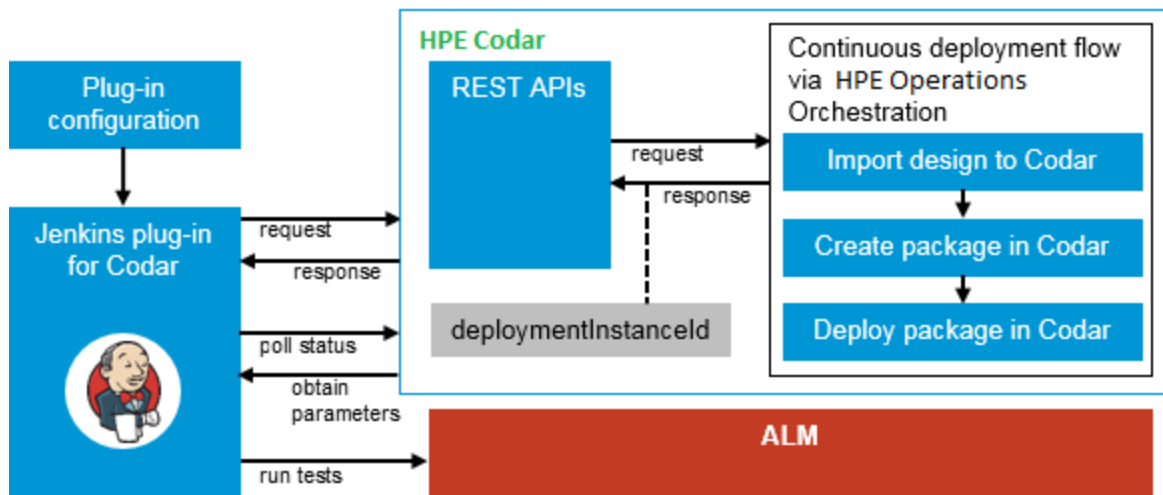 HPE Codar
Plug-in
configuration
Jenkins plug-in
for Codar
request
response
poll status
obtain
parameters
run tests
REST APIs
request
response
deploymentInstanceId
Continuous deployment flow
via HPE Operations
Orchestration
Import design to Codar
Create package in Codar
Deploy package in Codar
ALM